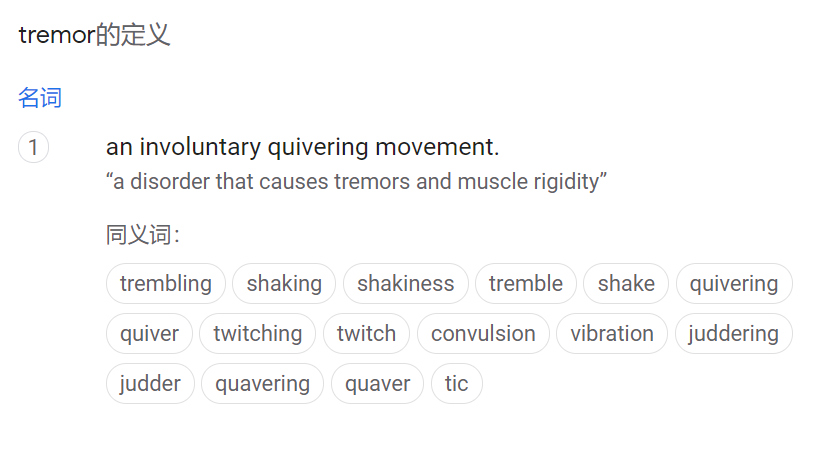 tremor的定义
名词
1 an involuntary quivering movement.
“a disorder that causes tremors and muscle rigidity”
同义词：
trembling shaking shakiness tremble shake quivering
quiver twitching twitch convulsion vibration juddering
judder quavering quaver tic